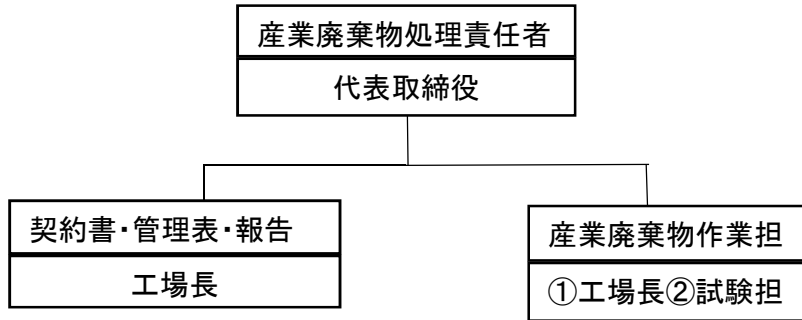 産業廃棄物処理責任者
代表取締役
契約書・管理表・報告
工場長
産業廃棄物作業担
①工場長②試験担